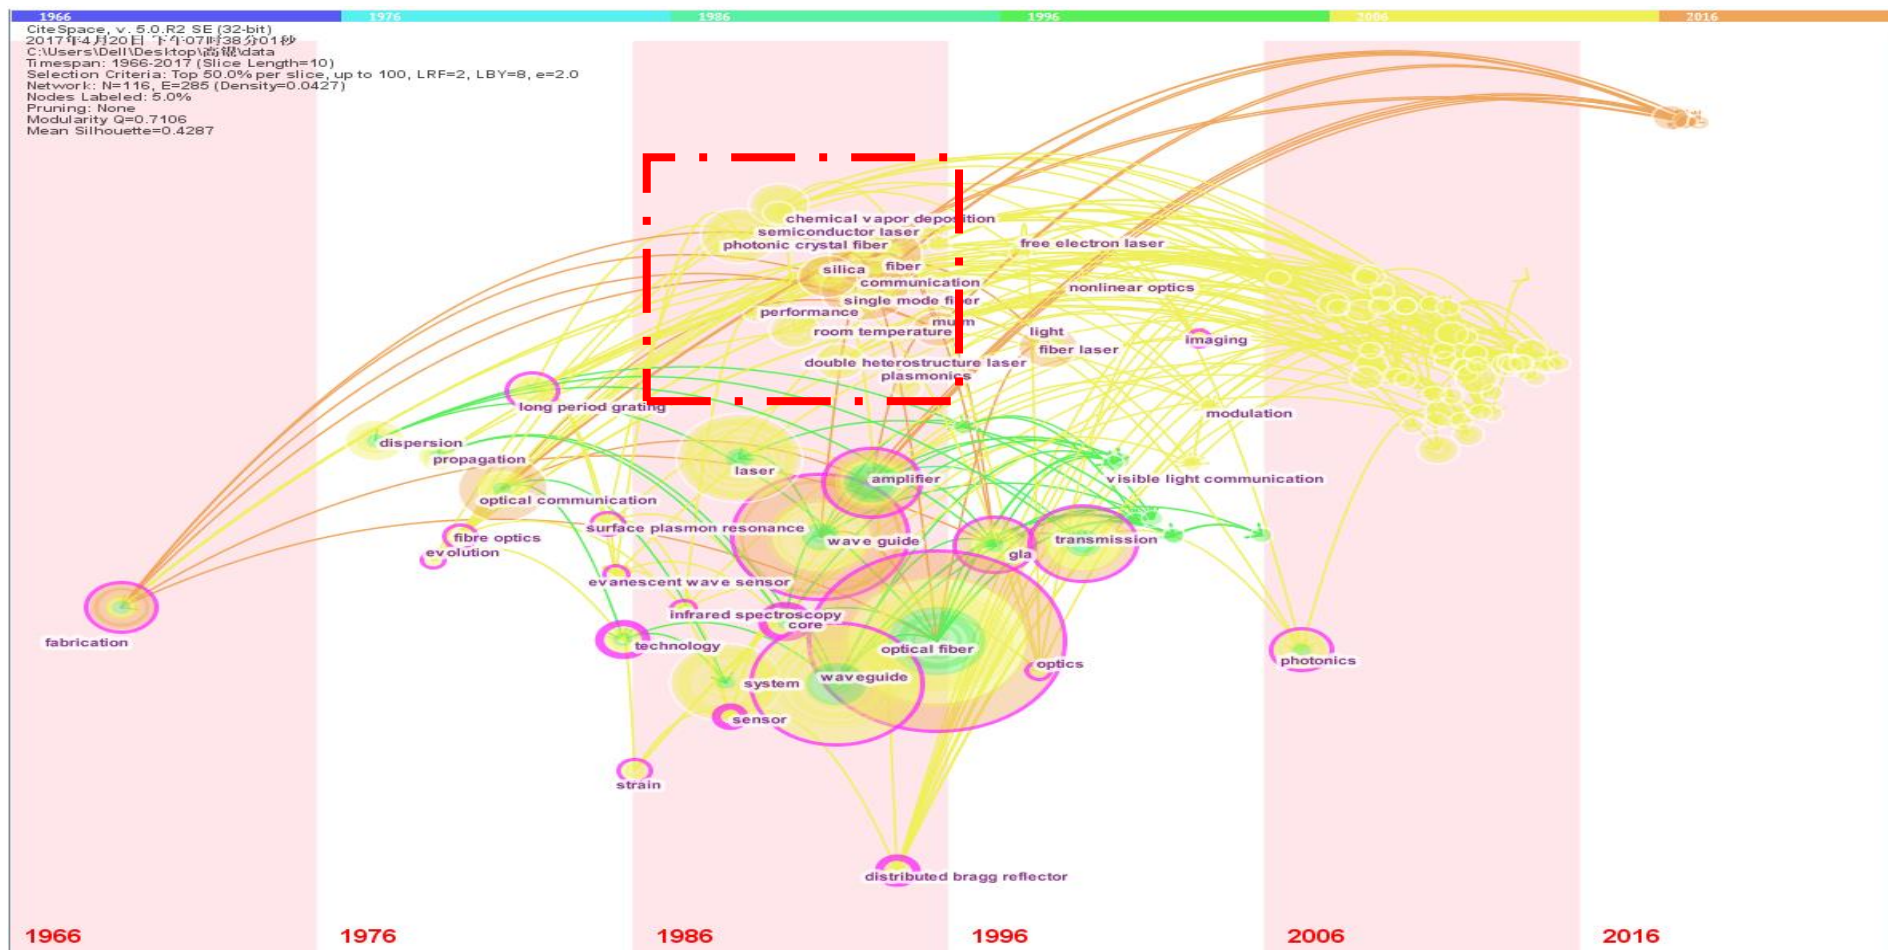 1966 1976 1986 1996 2006 2016
CiteSpace, v. 5.0.R2 SE (32-bit)
2017年4月20日 下午07时38分01秒
C:\Users\Dell\Desktop\高锟\data
Timespan: 1966-2017 (Slice Length=10)
Selection Criteria: Top 50.0% per slice, up to 100, LRF=2, LBY=8, e=2.0
Network: N=116, E=285 (Density=0.0427)
Nodes Labeled: 5.0%
Pruning: None
Modularity Q=0.7106
Mean Silhouette=0.4287
chemical vapor deposition
semiconductor laser
photonic crystal fiber
free electron laser
silica
fiber
communication
nonlinear optics
single mode fiber
performance
room temperature
light
imaging
fiber laser
double heterostructure laser
plasmonics
long period grating
modulation
dispersion
propagation
laser
amplifier
visible light communication
optical communication
surface plasmon resonance
fibre optics
wave guide
transmission
evolution
gla
evanescent wave sensor
infrared spectroscopy
core
fabrication
technology
optical fiber
optics
photonics
system
waveguide
sensor
strain
distributed bragg reflector
1966 1976 1986 1996 2006 2016